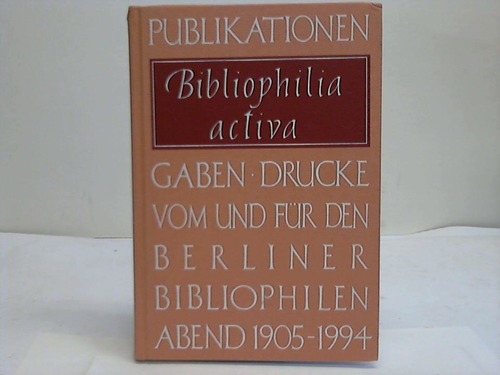 PUBLIKATIONEN
Bibliophilia
activa
GABEN · DRUCKE
VOM UND FÜR DEN
BERLINER
BIBLIOPHILEN
ABEND 1905-1994